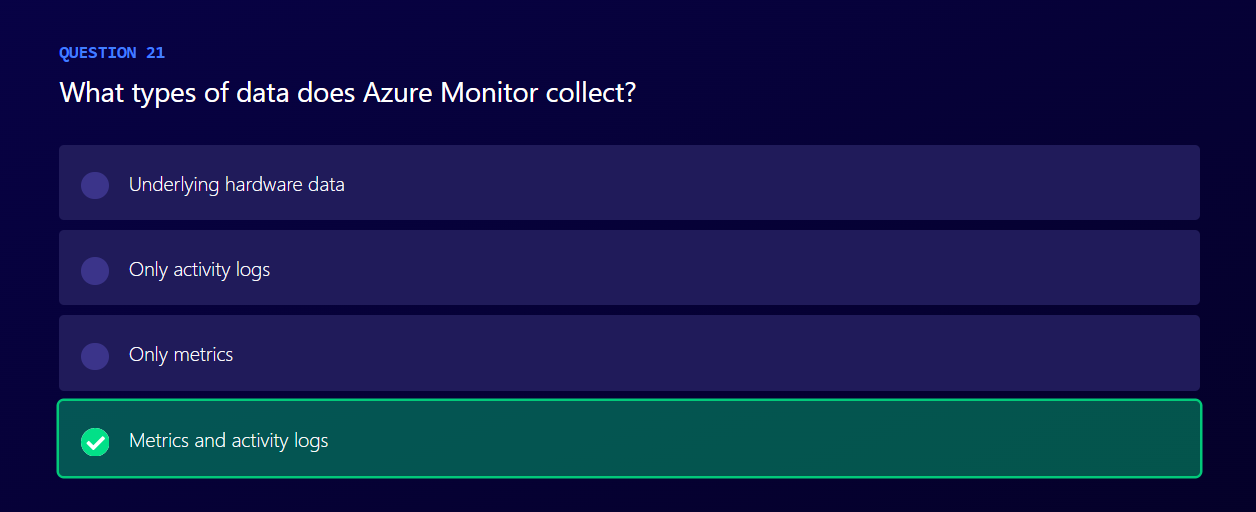 QUESTION 21
What types of data does Azure Monitor collect?
Underlying hardware data
Only activity logs
Only metrics
Metrics and activity logs